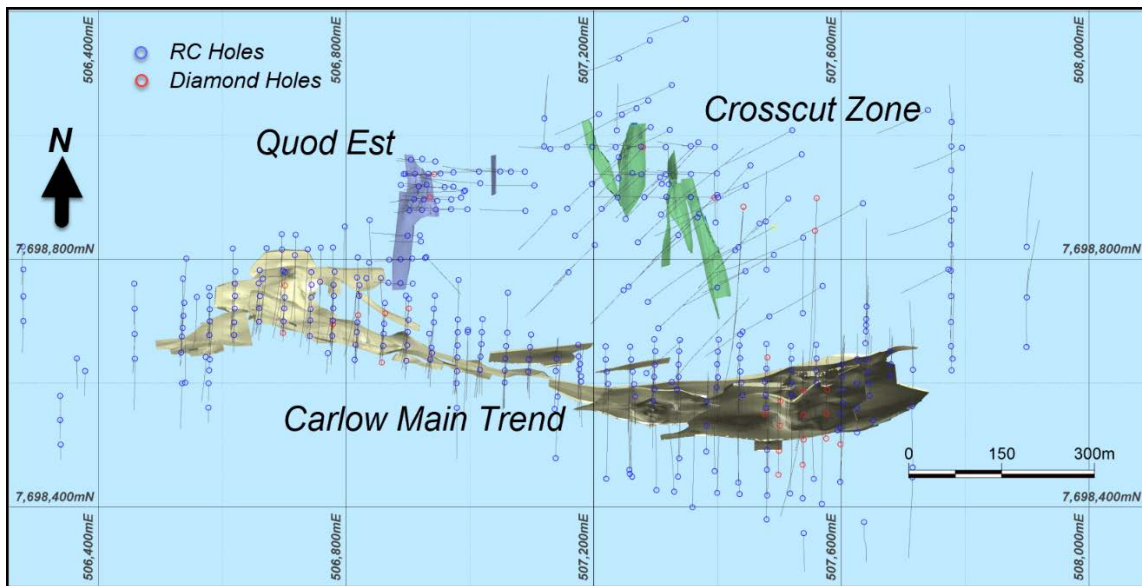 506,400mE
506,800mE
507,200mE
507,600mE
508,000mE
RC Holes
Diamond Holes
N
Quod Est
Crosscut Zone
7,698,800mN
7,698,800mN
Carlow Main Trend
0 150 300m
7,698,400mN
7,698,400mN
506,400mE
506,800mE
507,200mE
507,600mE
508,000mE